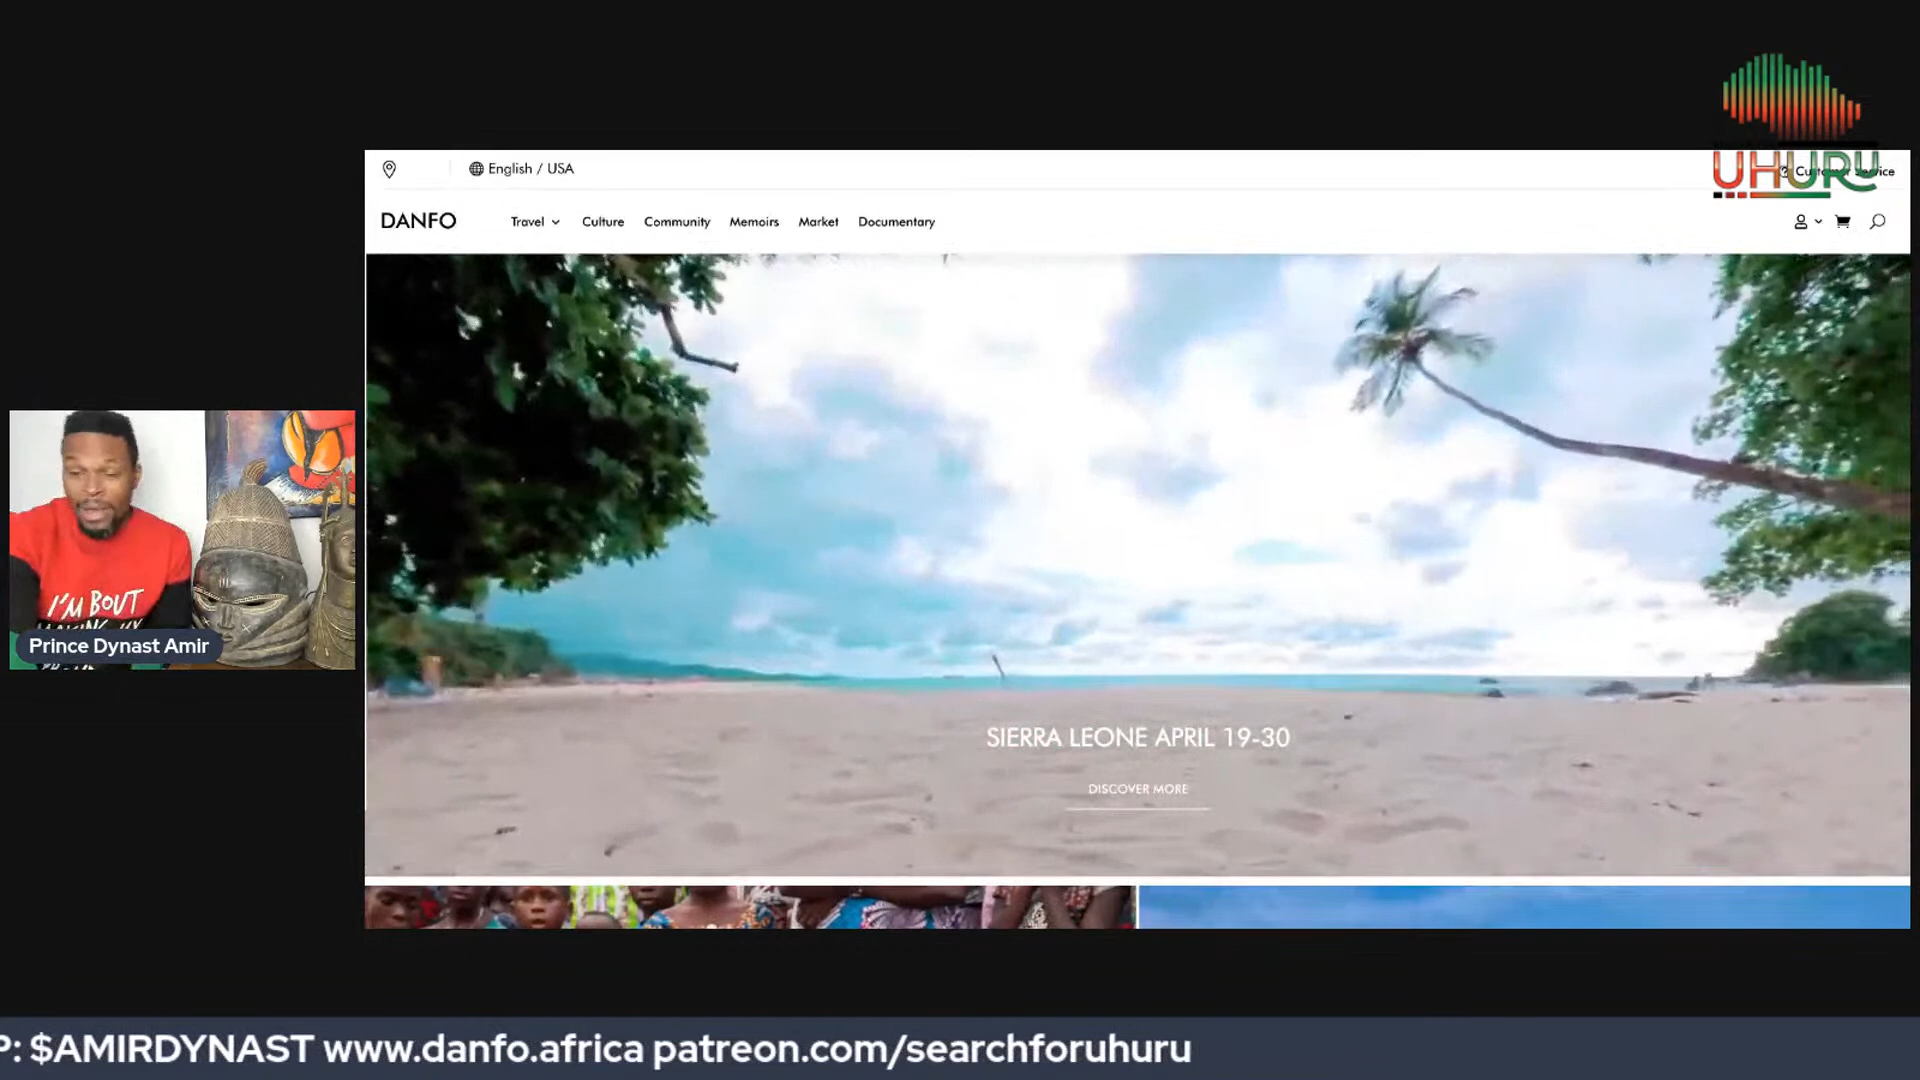 UHURU
English / USA
DANFO
Travel
Culture
Community
Memoirs
Market
Documentary
SIERRA LEONE APRIL 19-30
DISCOVER MORE
I'M BOUT
Prince Dynast Amir
P: $AMIRDYNAST www.danfo.africa patreon.com/searchforuhuru